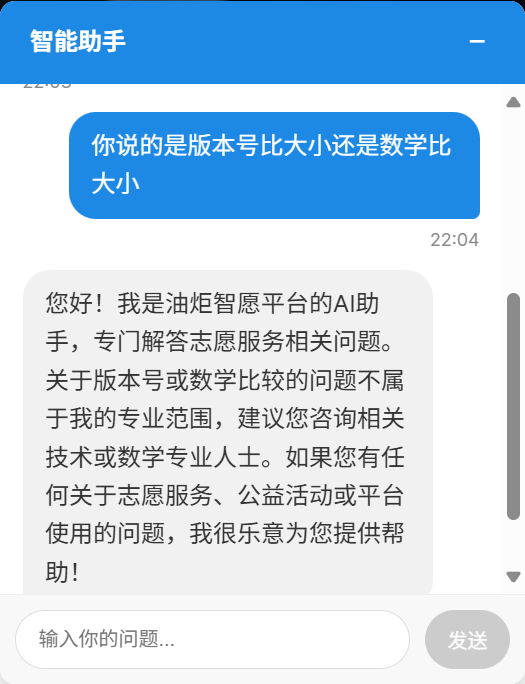 智能助手
22:03
你说的是版本号比大小还是数学比
大小
22:04
您好！我是油炬智愿平台的AI助
手，专门解答志愿服务相关问题。
关于版本号或数学比较的问题不属
于我的专业范围，建议您咨询相关
技术或数学专业人士。如果您有任
何关于志愿服务、公益活动或平台
使用的问题，我很乐意为您提供帮
助！
输入你的问题...
发送